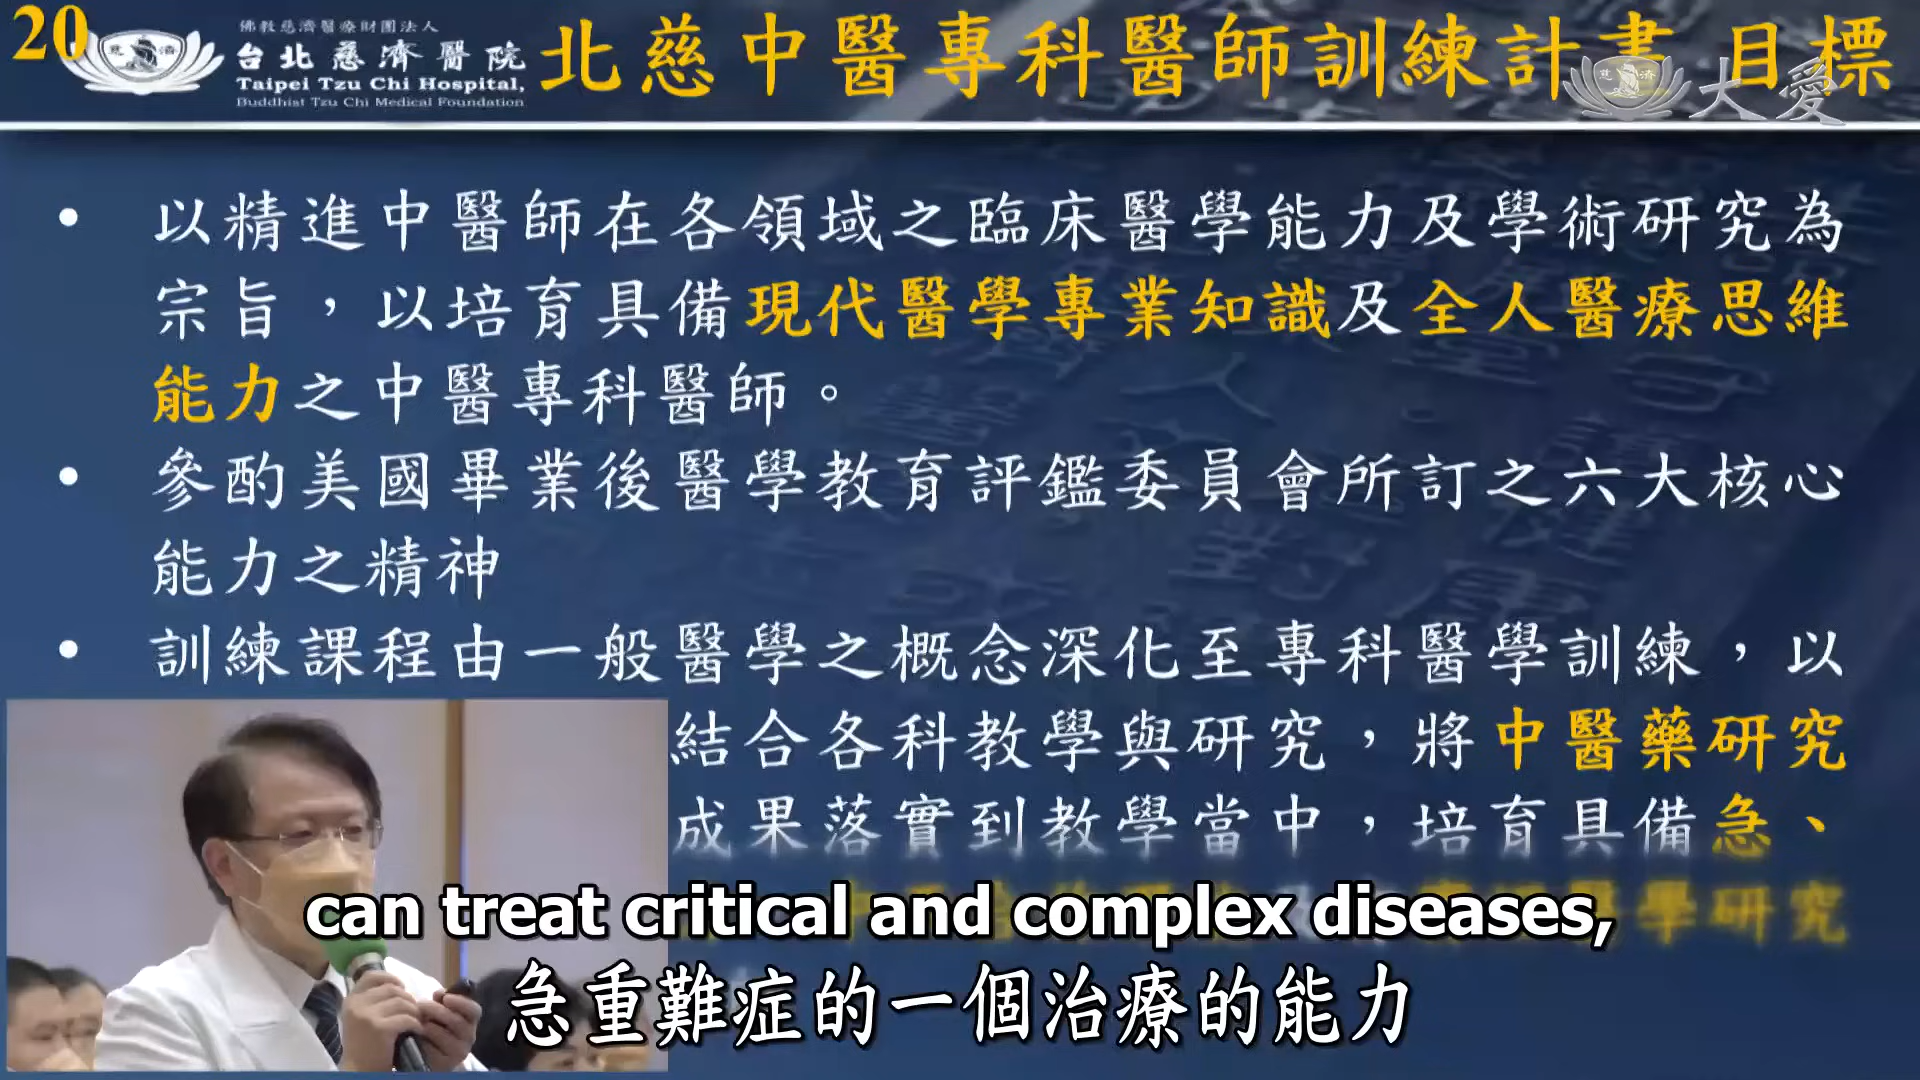 20
佛教慈濟醫療財團法人
台北慈濟醫院
Taipei Tzu Chi Hospital,
Buddhist Tzu Chi Medical Foundation
北慈中醫專科醫師訓練計畫 目標
慈濟
大愛
• 以精進中醫師在各領域之臨床醫學能力及學術研究為
宗旨，以培育具備現代醫學專業知識及全人醫療思維
能力之中醫專科醫師。
• 參酌美國畢業後醫學教育評鑑委員會所訂之六大核心
能力之精神
• 訓練課程由一般醫學之概念深化至專科醫學訓練，以
結合各科教學與研究，將中醫藥研究
成果落實到教學當中，培育具備急、
醫學研究
can treat critical and complex diseases,
急重難症的一個治療的能力